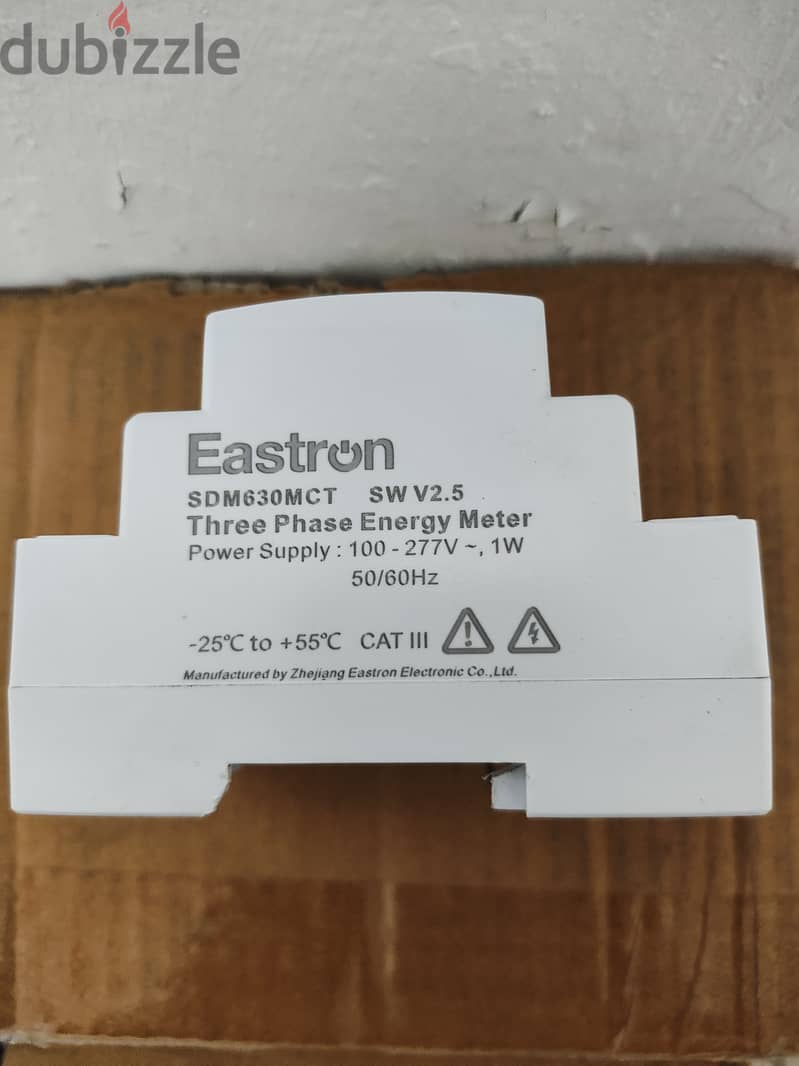 dubizzle
Eastron
SDM630MCT SW V2.5
Three Phase Energy Meter
Power Supply : 100 - 277V ~, 1W
50/60Hz
-25℃ to +55℃ CAT III
Manufactured by Zhejiang Eastron Electronic Co.,Ltd.